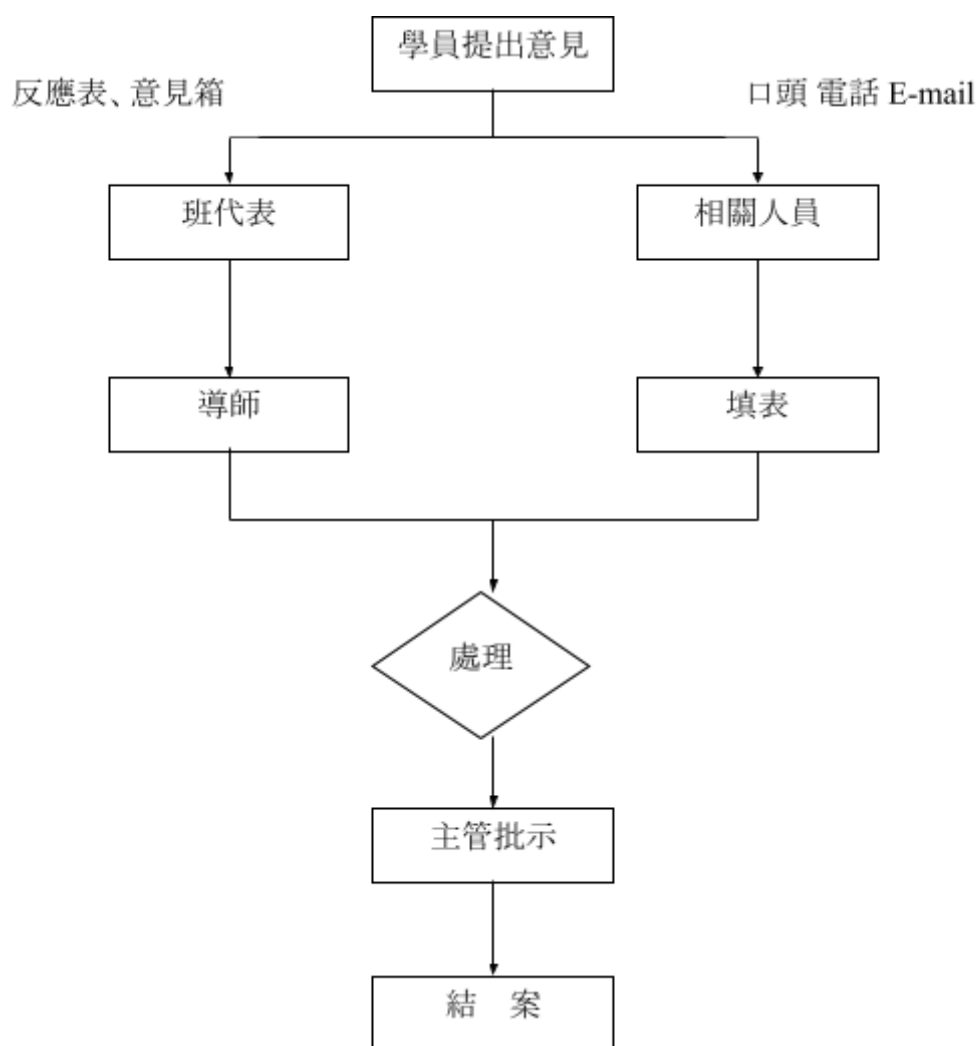 學員提出意見
反應表、意見箱
口頭 電話 E-mail
班代表
相關人員
導師
填表
處理
主管批示
結 案